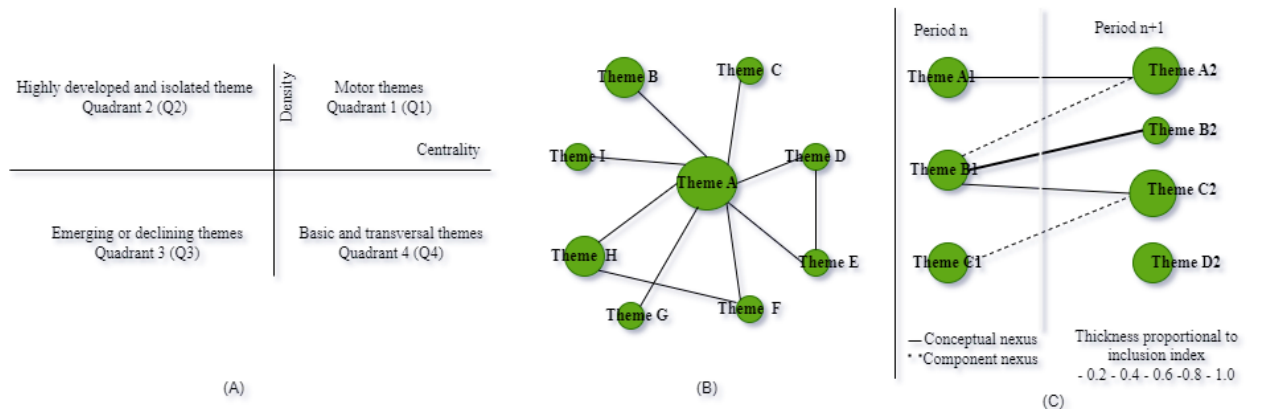 Highly developed and isolated theme
Quadrant 2 (Q2)
Density
Motor themes
Quadrant 1 (Q1)
Centrality
Emerging or declining themes
Quadrant 3 (Q3)
Basic and transversal themes
Quadrant 4 (Q4)
(A)
Theme B
Theme C
Theme I
Theme D
Theme A
Theme H
Theme E
Theme G
Theme F
(B)
Period n
Period n+1
Theme A1
Theme A2
Theme B2
Theme B1
Theme C2
Theme C1
Theme D2
Conceptual nexus
Component nexus
Thickness proportional to
inclusion index
- 0.2 - 0.4 - 0.6 -0.8 - 1.0
(C)